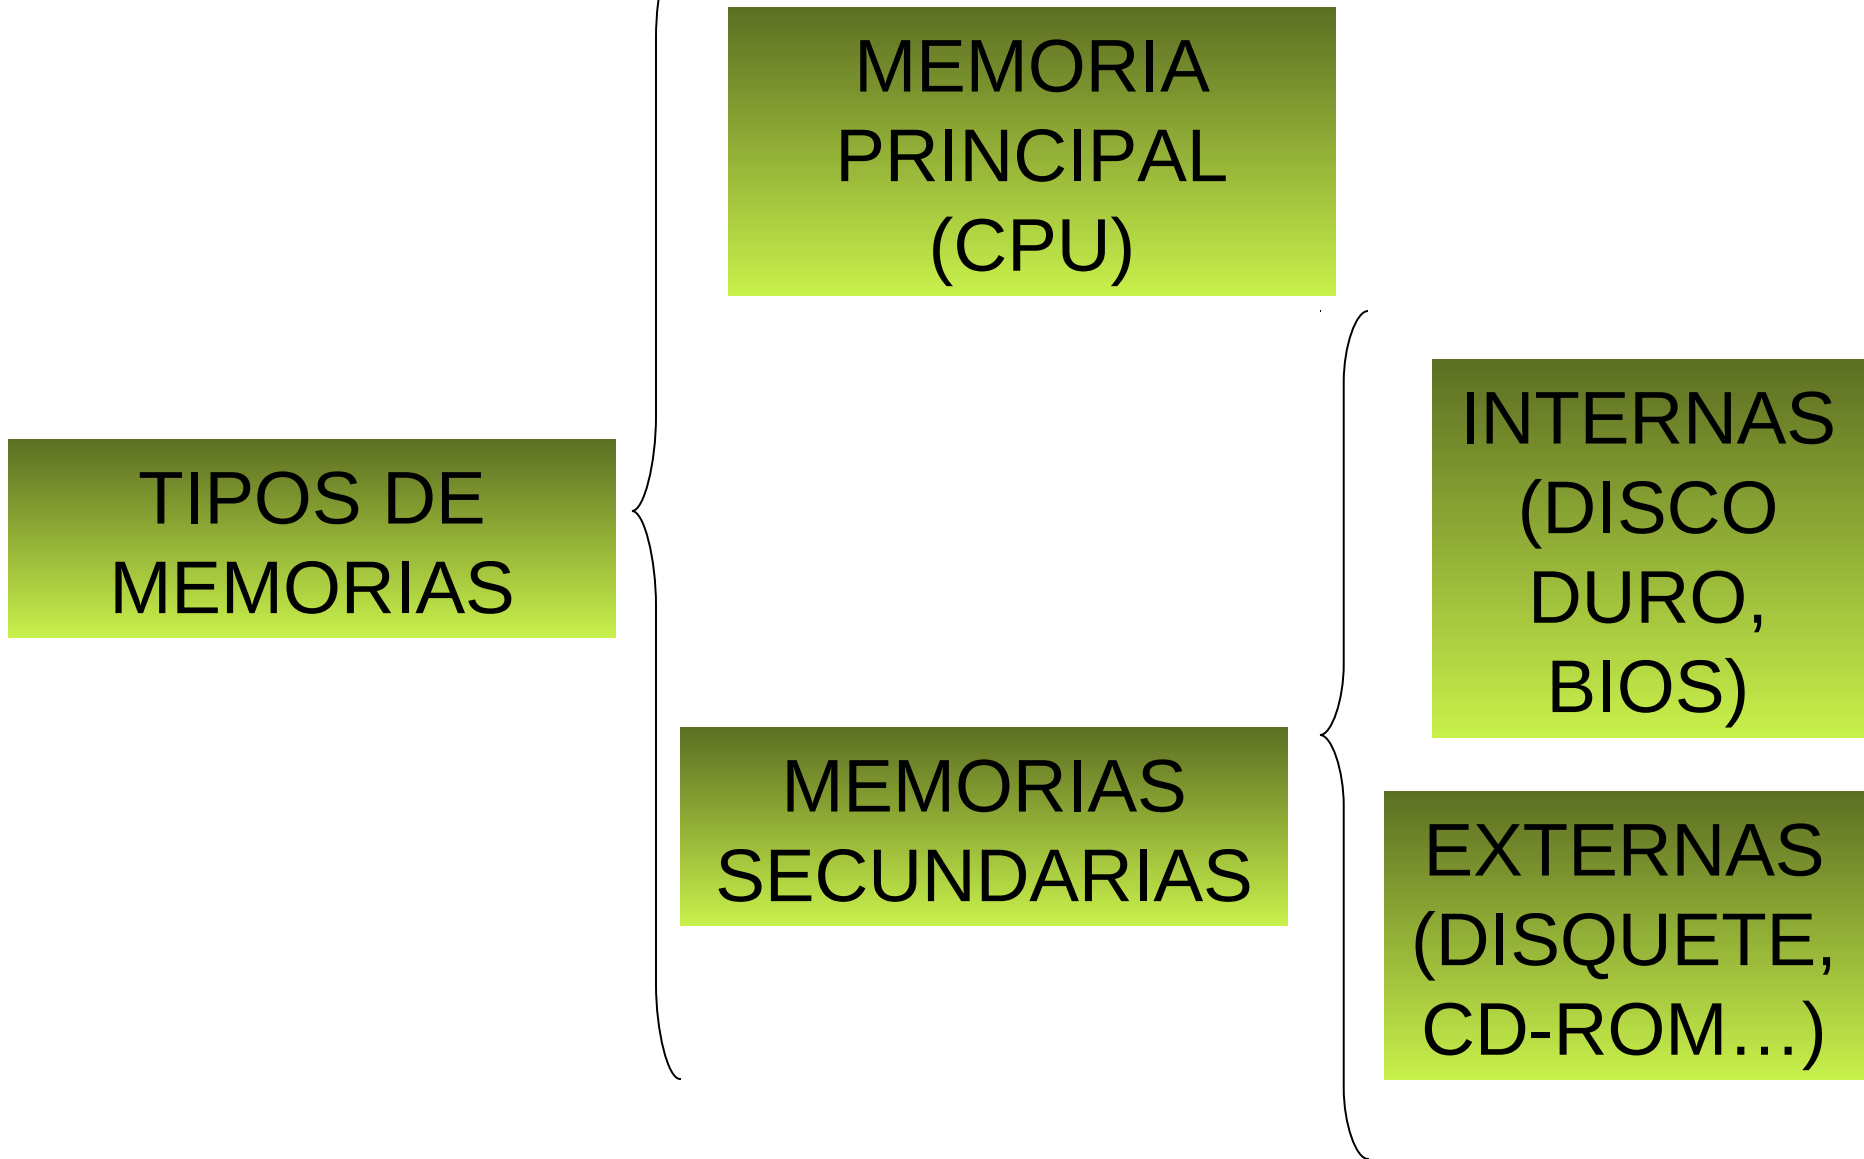 MEMORIA
PRINCIPAL
(CPU)
TIPOS DE
MEMORIAS
INTERNAS
(DISCO
DURO,
BIOS)
MEMORIAS
SECUNDARIAS
EXTERNAS
(DISQUETE,
CD-ROM…)